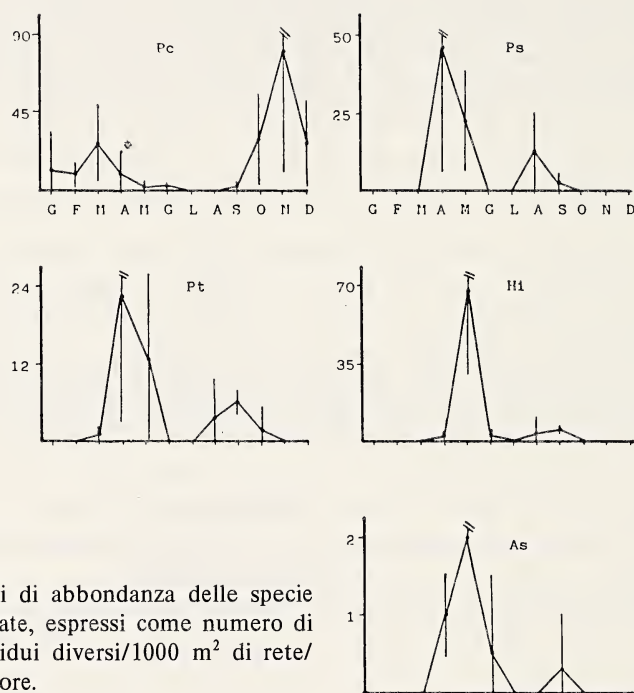 90
45
Pc
G F M A M G L A S O N D
50
25
Ps
G F M A M G L A S O N D
24
12
Pt
70
35
Hi
2
1
As
i di abbondanza delle specie
ate, espressi come numero di
idui diversi/1000 m² di rete/
ore.